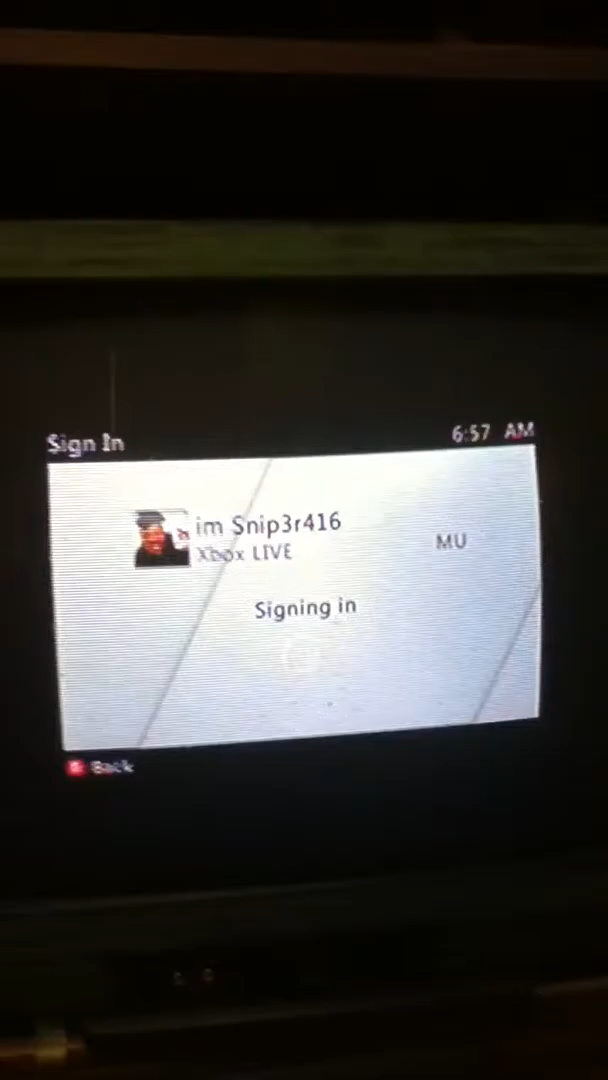 Sign In
6:57 AM
im Snip3r416
Xbox LIVE
MU
Signing in
Back